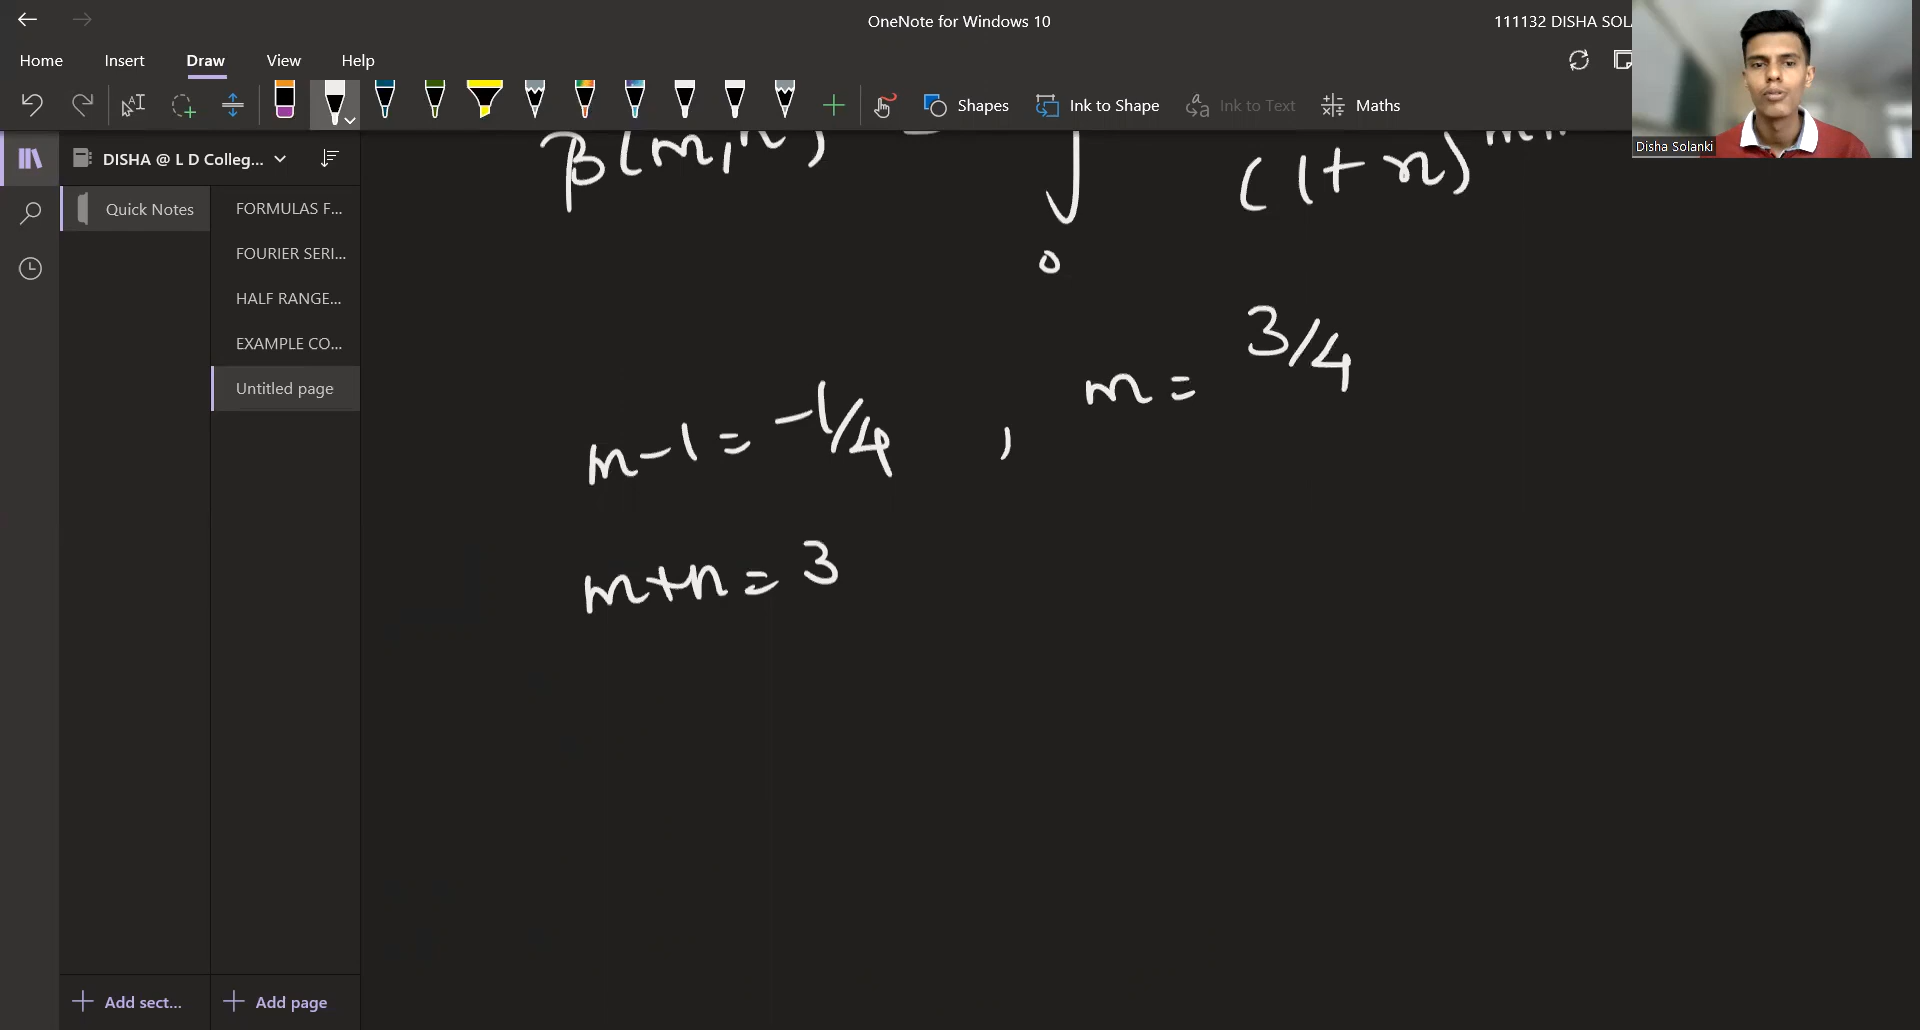 OneNote for Windows 10
111132 DISHA SOLA
Home Insert Draw View Help
Shapes Ink to Shape Ink to Text Maths
DISHA @ L D Colleg...
Quick Notes
FORMULAS F...
FOURIER SERI...
HALF RANGE...
EXAMPLE CO...
Untitled page
Disha Solanki
β(m,n) = ∫
0
(1+x)
m-1 = -1/4 , m = 3/4
m+n = 3
+ Add sect...
+ Add page